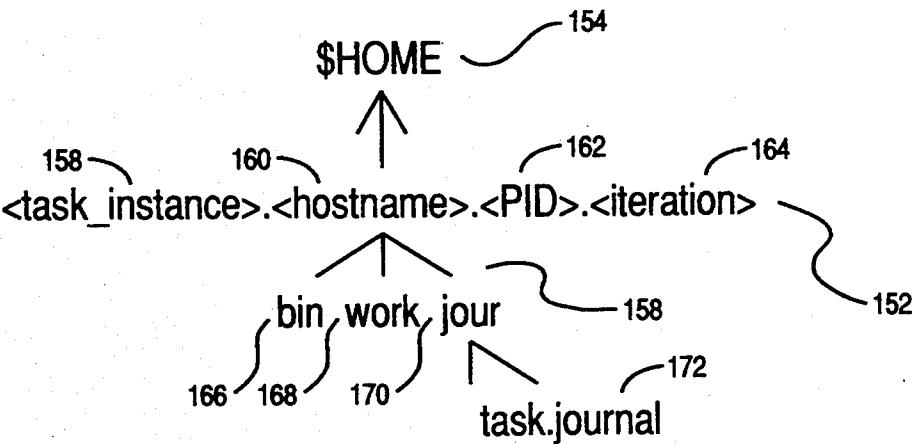 154
$HOME
158 160 162 164
<task_instance>.<hostname>.<PID>.<iteration>
152
158
bin work jour
166 168 170 172
task.journal